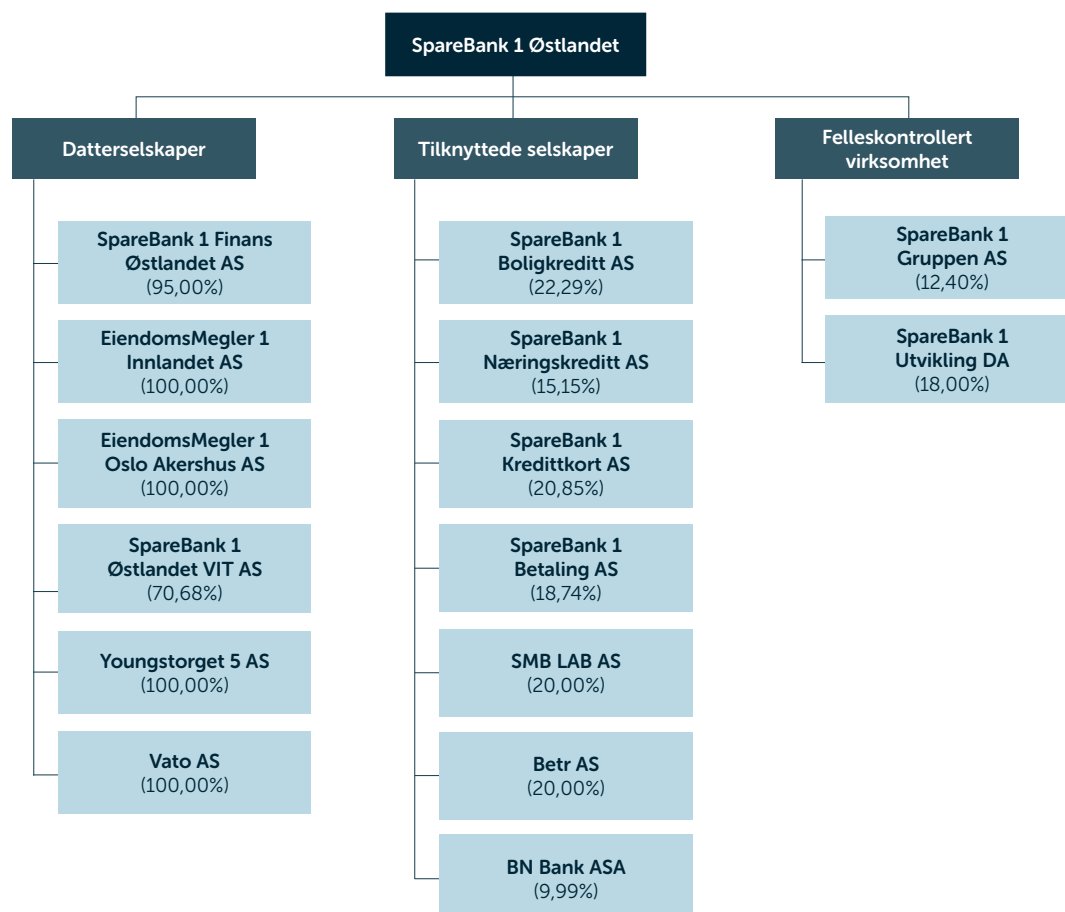 SpareBank 1 Østlandet
Datterselskaper
SpareBank 1 Finans
Østlandet AS
(95,00%)
EiendomsMegler 1
Innlandet AS
(100,00%)
EiendomsMegler 1
Oslo Akershus AS
(100,00%)
SpareBank 1
Østlandet VIT AS
(70,68%)
Youngstorget 5 AS
(100,00%)
Vato AS
(100,00%)
Tilknyttede selskaper
SpareBank 1
Boligkreditt AS
(22,29%)
SpareBank 1
Næringskreditt AS
(15,15%)
SpareBank 1
Kredittkort AS
(20,85%)
SpareBank 1
Betaling AS
(18,74%)
SMB LAB AS
(20,00%)
Betr AS
(20,00%)
BN Bank ASA
(9,99%)
Felleskontrollert
virksomhet
SpareBank 1
Gruppen AS
(12,40%)
SpareBank 1
Utvikling DA
(18,00%)